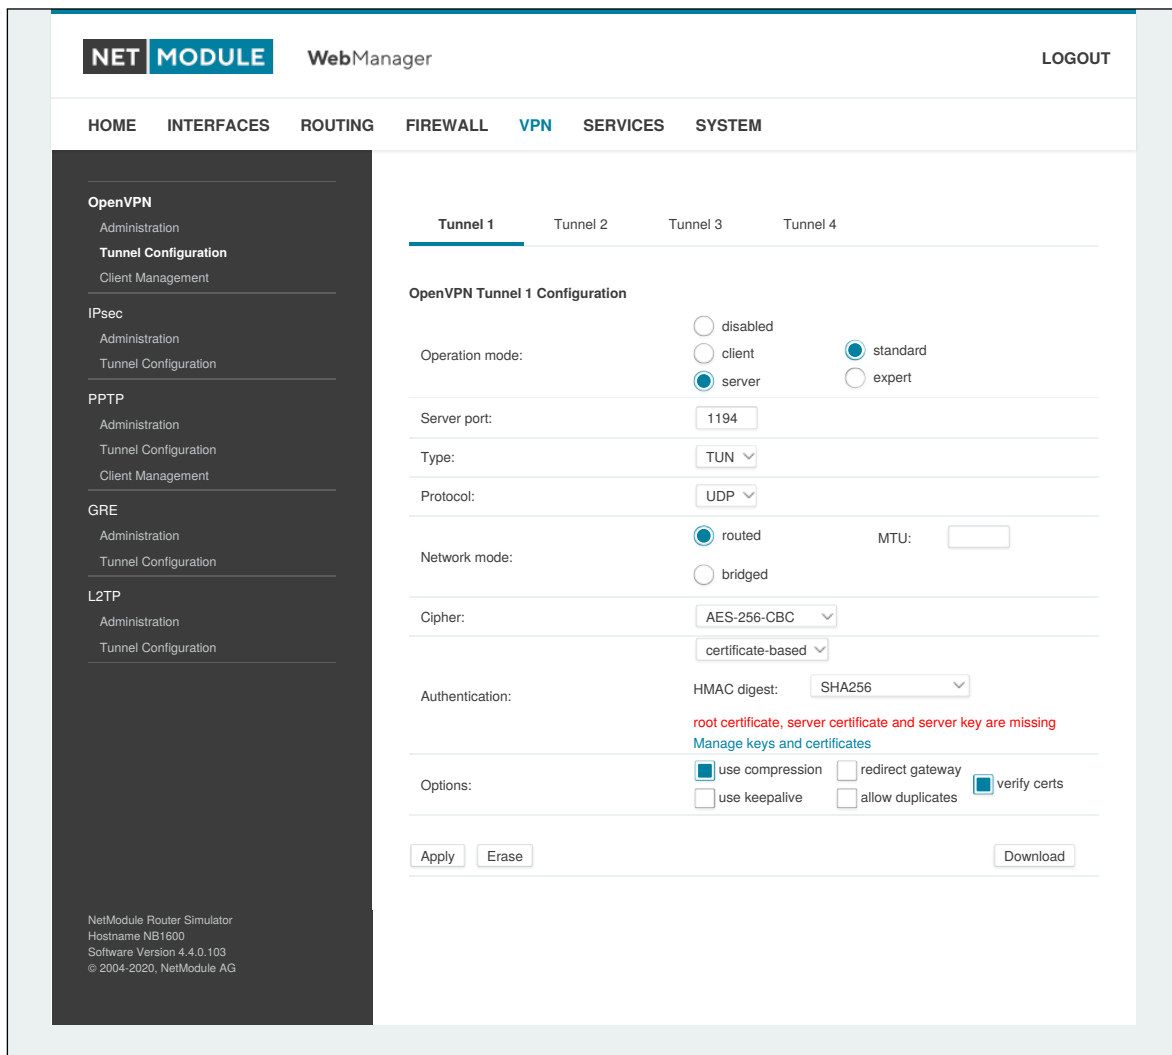 NET MODULE WebManager LOGOUT
HOME INTERFACES ROUTING FIREWALL VPN SERVICES SYSTEM
OpenVPN
Administration
Tunnel Configuration
Client Management
IPsec
Administration
Tunnel Configuration
PPTP
Administration
Tunnel Configuration
Client Management
GRE
Administration
Tunnel Configuration
L2TP
Administration
Tunnel Configuration
NetModule Router Simulator
Hostname NB1600
Software Version 4.4.0.103
© 2004-2020, NetModule AG
Tunnel 1 Tunnel 2 Tunnel 3 Tunnel 4
OpenVPN Tunnel 1 Configuration
Operation mode:
disabled
client
server
standard
expert
Server port: 1194
Type: TUN
Protocol: UDP
Network mode:
routed
bridged
MTU:
Cipher: AES-256-CBC
Authentication:
certificate-based
HMAC digest: SHA256
root certificate, server certificate and server key are missing
Manage keys and certificates
Options:
use compression redirect gateway
verify certs
use keepalive allow duplicates
Apply Erase Download